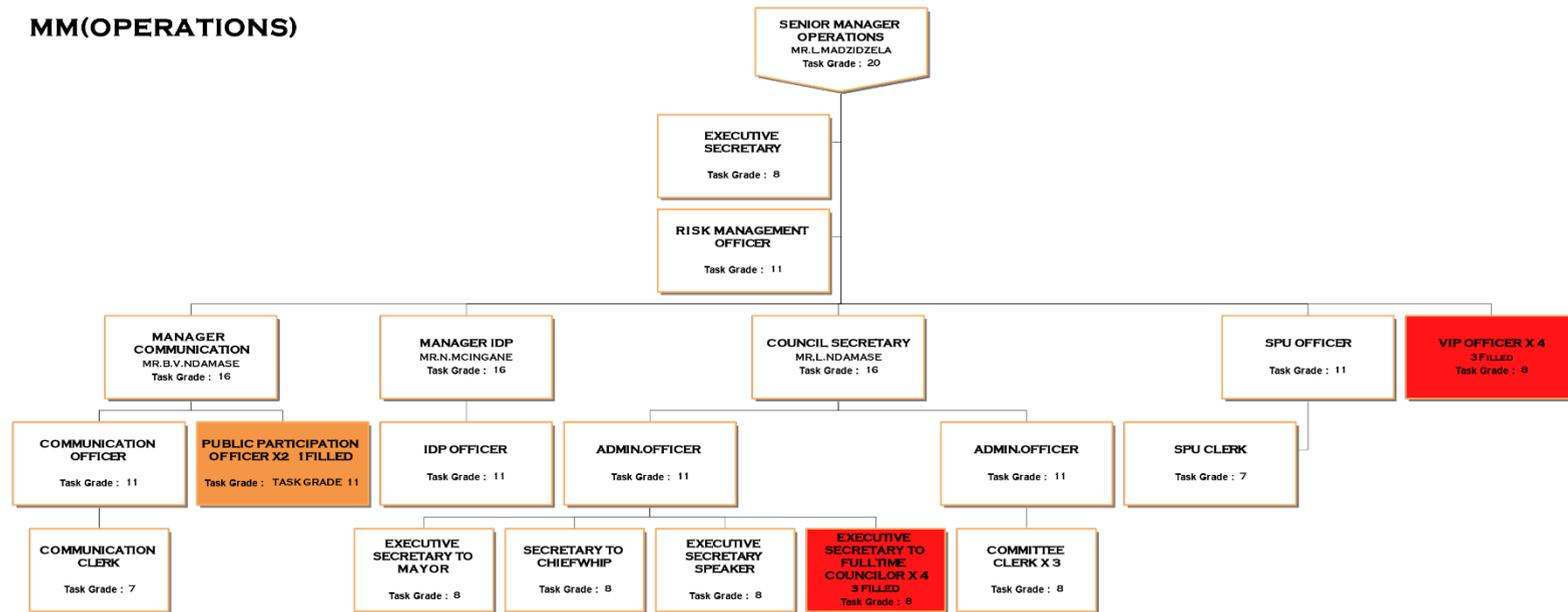 MM(OPERATIONS)
SENIOR MANAGER
OPERATIONS
MR.L.MADZIDZELA
Task Grade : 20
EXECUTIVE
SECRETARY
Task Grade : 8
RISK MANAGEMENT
OFFICER
Task Grade : 11
MANAGER
COMMUNICATION
MR.B.V.NDAMASE
Task Grade : 16
MANAGER IDP
MR.N.MCINGANE
Task Grade : 16
COUNCIL SECRETARY
MR,L.NDAMASE
Task Grade : 16
SPU OFFICER
Task Grade : 11
VIP OFFICER X 4
3 FILLED
Task Grade : 8
COMMUNICATION
OFFICER
Task Grade : 11
PUBLIC PARTICIPATION
OFFICER X2 1FILLED
Task Grade : TASK GRADE 11
IDP OFFICER
Task Grade : 11
ADMIN.OFFICER
Task Grade : 11
ADMIN.OFFICER
Task Grade : 11
SPU CLERK
Task Grade : 7
COMMUNICATION
CLERK
Task Grade : 7
EXECUTIVE
SECRETARY TO
MAYOR
Task Grade : 8
SECRETARY TO
CHIEFWHIP
Task Grade : 8
EXECUTIVE
SECRETARY
SPEAKER
Task Grade : 8
EXECUTIVE
SECRETARY TO
FULLTIME
COUNCILOR X 4
3 FILLED
Task Grade : 8
COMMITTEE
CLERK X 3
Task Grade : 8